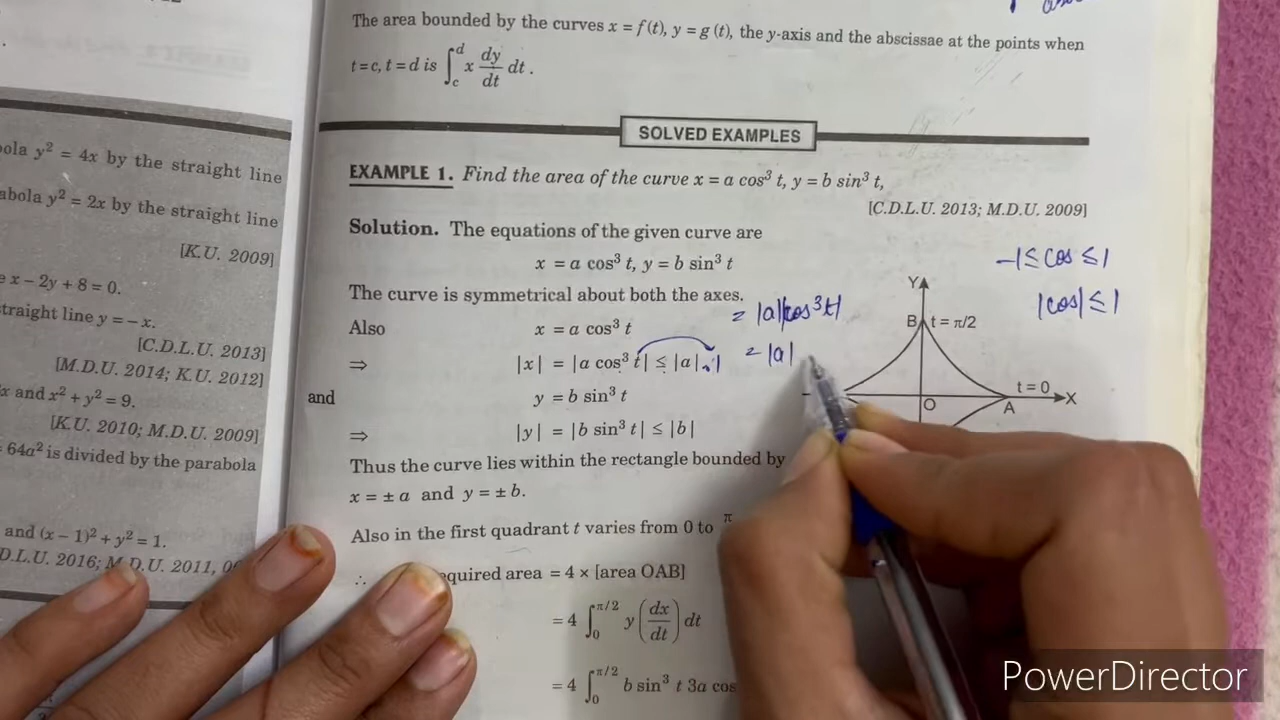 The area bounded by the curves x = f(t), y = g (t), the y-axis and the abscissae at the points when
t = c, t = d is ∫_c^d x dy/dt dt .
SOLVED EXAMPLES
EXAMPLE 1. Find the area of the curve x = a cos³ t, y = b sin³ t,
[C.D.L.U. 2013; M.D.U. 2009]
Solution. The equations of the given curve are
x = a cos³ t, y = b sin³ t
The curve is symmetrical about both the axes.
Also x = a cos³ t
⇒ |x| = |a cos³ t| ≤ |a| . 1
and y = b sin³ t
⇒ |y| = |b sin³ t| ≤ |b|
Thus the curve lies within the rectangle bounded by
x = ± a and y = ± b.
Also in the first quadrant t varies from 0 to π
∴ equired area = 4 × [area OAB]
= 4 ∫_0^{π/2} y (dx/dt) dt
= 4 ∫_0^{π/2} b sin³ t 3a cos
= |a||cos³t|
= |a|
-1 ≤ cos ≤ 1
|cos| ≤ 1
Y
B t = π/2
t = 0
O A X
ola y² = 4x by the straight line
abola y² = 2x by the straight line
[K.U. 2009]
e x – 2y + 8 = 0.
traight line y = – x.
[C.D.L.U. 2013]
[M.D.U. 2014; K.U. 2012]
x and x² + y² = 9.
[K.U. 2010; M.D.U. 2009]
= 64a² is divided by the parabola
and (x – 1)² + y² = 1.
D.L.U. 2016; M.D.U. 2011, 0
PowerDirector